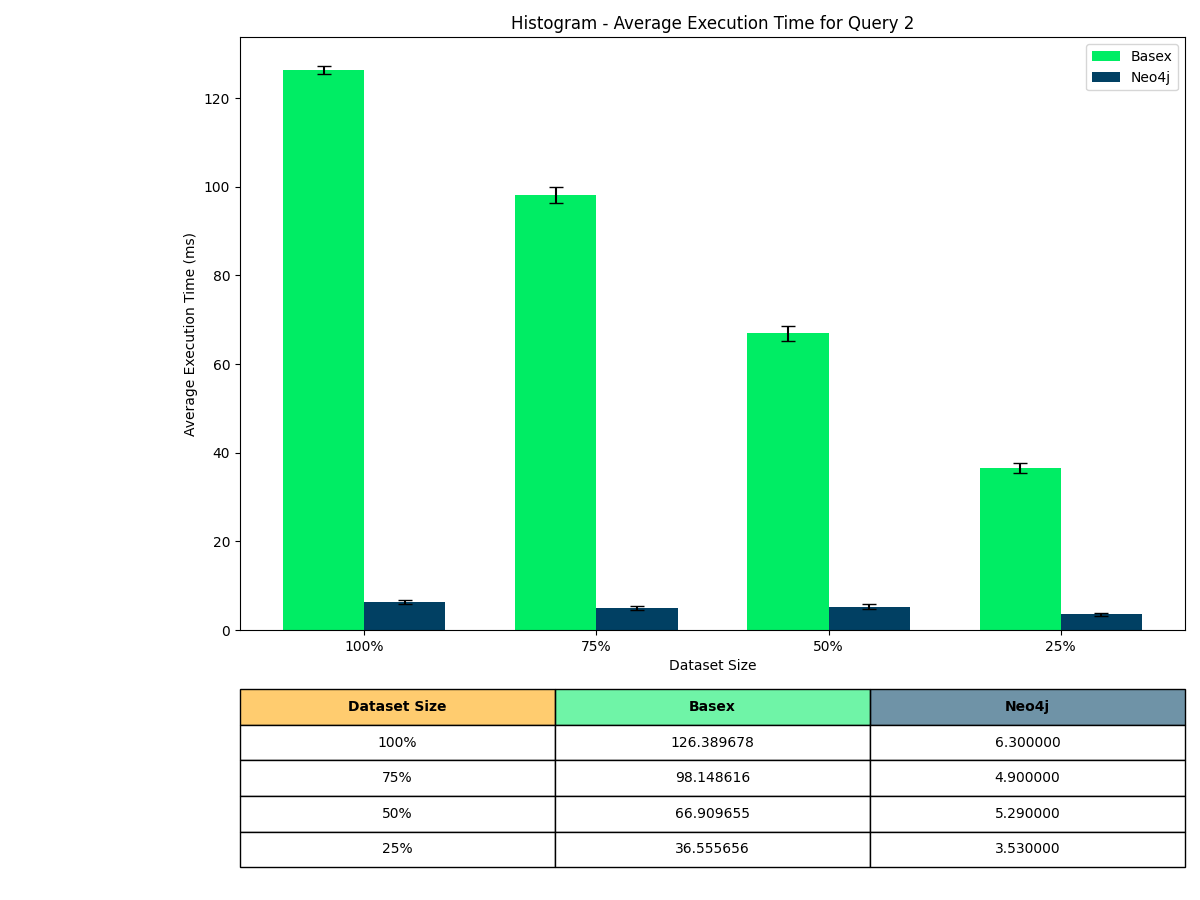 Histogram - Average Execution Time for Query 2
Basex
Neo4j
Average Execution Time (ms)
120
100
80
60
40
20
0
100% 75% 50% 25%
Dataset Size
Dataset Size Basex Neo4j
100% 126.389678 6.300000
75% 98.148616 4.900000
50% 66.909655 5.290000
25% 36.555656 3.530000